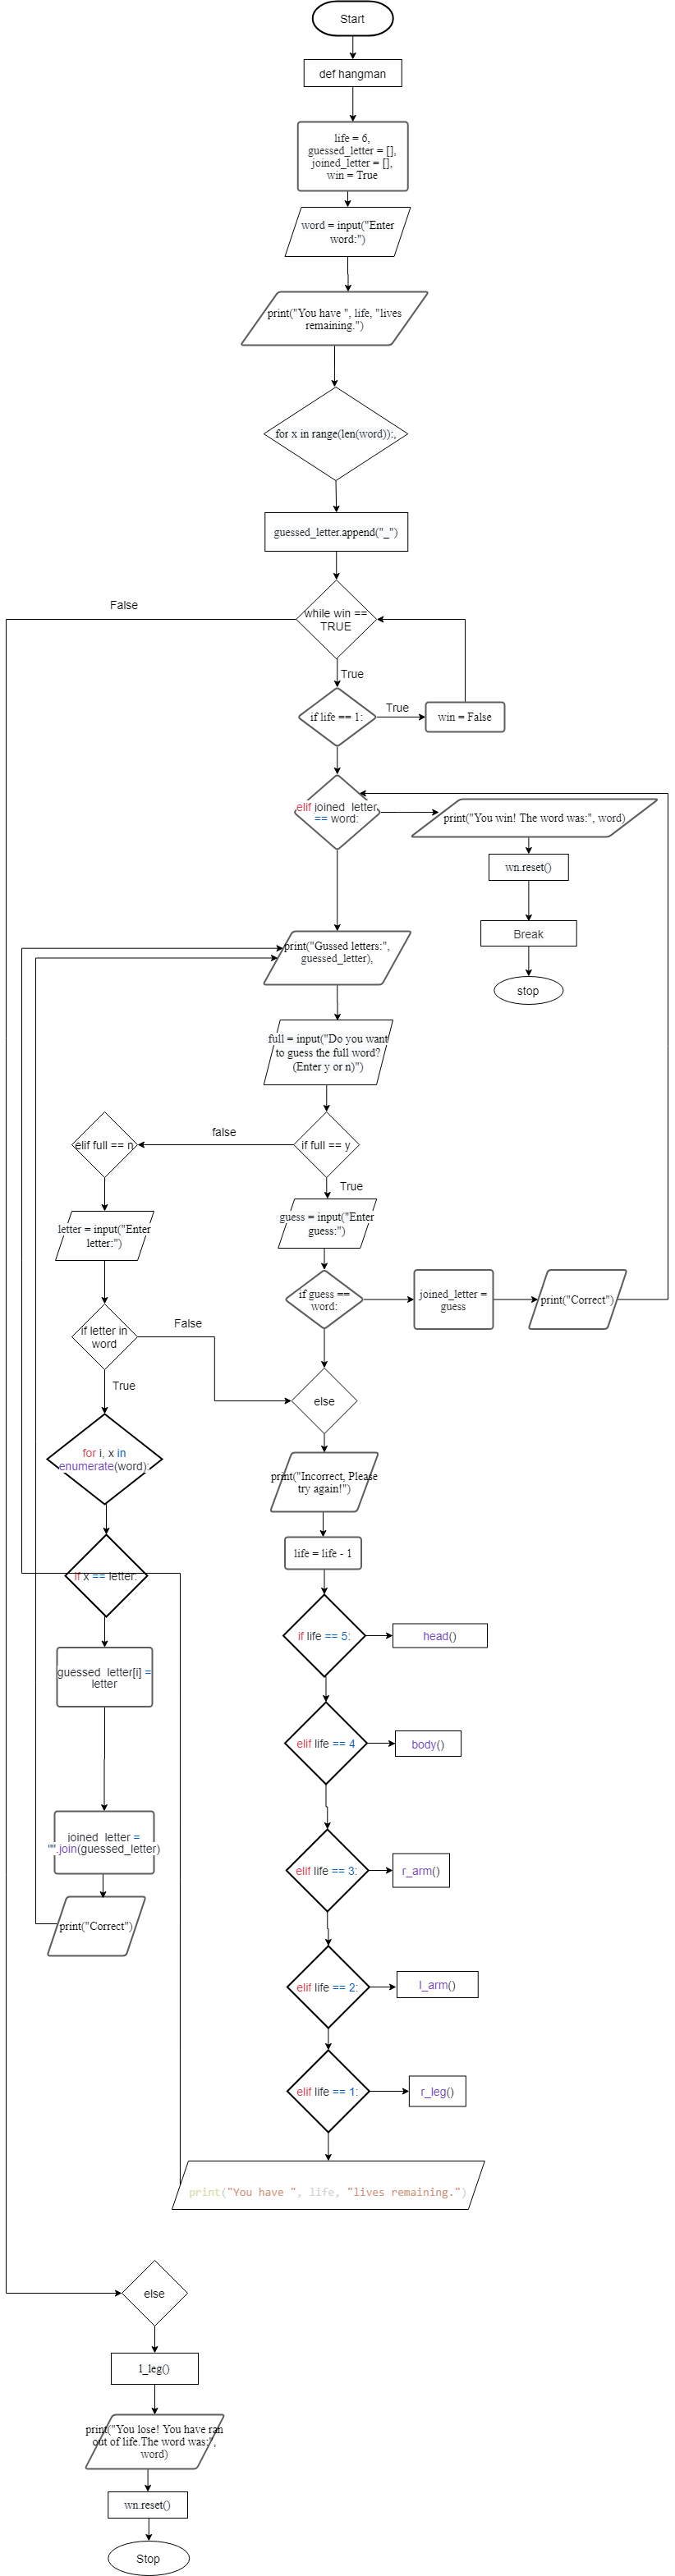 Start
def hangman
life = 6,
guessed_letter = [],
joined_letter = [],
win = True
word = input("Enter
word:")
print("You have ", life, "lives
remaining.")
for x in range(len(word)):,
guessed_letter.append("_")
False
while win ==
TRUE
True
if life == 1:
True
win = False
elif joined_letter
== word:
print("You win! The word was:", word)
wn.reset()
Break
stop
print("Gussed letters:",
guessed_letter),
full = input("Do you want
to guess the full word?
(Enter y or n)")
elif full == n
false
if full == y
True
letter = input("Enter
letter:")
guess = input("Enter
guess:")
if guess ==
word:
joined_letter =
guess
print("Correct")
if letter in
word
False
True
else
for i, x in
enumerate(word):
print("Incorrect, Please
try again!")
life = life - 1
if x == letter:
if life == 5:
head()
guessed_letter[i] =
letter
elif life == 4
body()
joined_letter =
"".join(guessed_letter)
elif life == 3:
r_arm()
print("Correct")
elif life == 2:
l_arm()
elif life == 1:
r_leg()
print("You have ", life, "lives remaining.")
else
l_leg()
print("You lose! You have ran
out of life.The word was:",
word)
wn.reset()
Stop